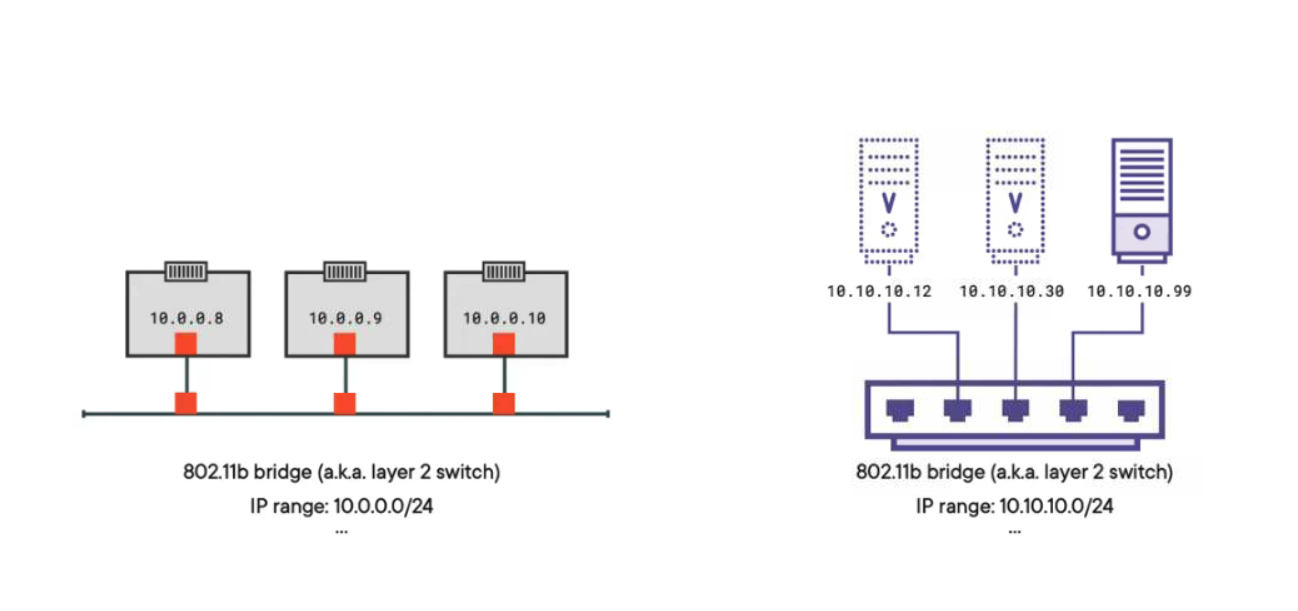 10.0.0.8
10.0.0.9
10.0.0.10
802.11b bridge (a.k.a. layer 2 switch)
IP range: 10.0.0.0/24
...
V
V
10.10.10.12
10.10.10.30
10.10.10.99
802.11b bridge (a.k.a. layer 2 switch)
IP range: 10.10.10.0/24
...